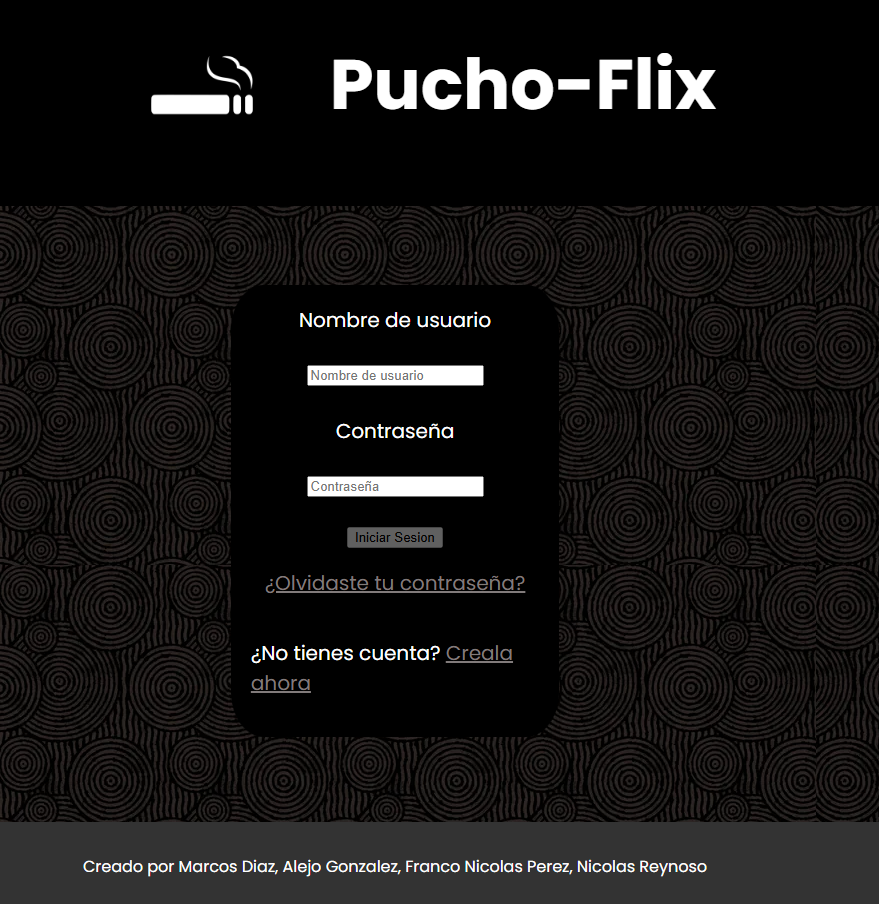 Pucho-Flix
Nombre de usuario
Nombre de usuario
Contraseña
Contraseña
Iniciar Sesion
¿Olvidaste tu contraseña?
¿No tienes cuenta? Creala
ahora
Creado por Marcos Diaz, Alejo Gonzalez, Franco Nicolas Perez, Nicolas Reynoso